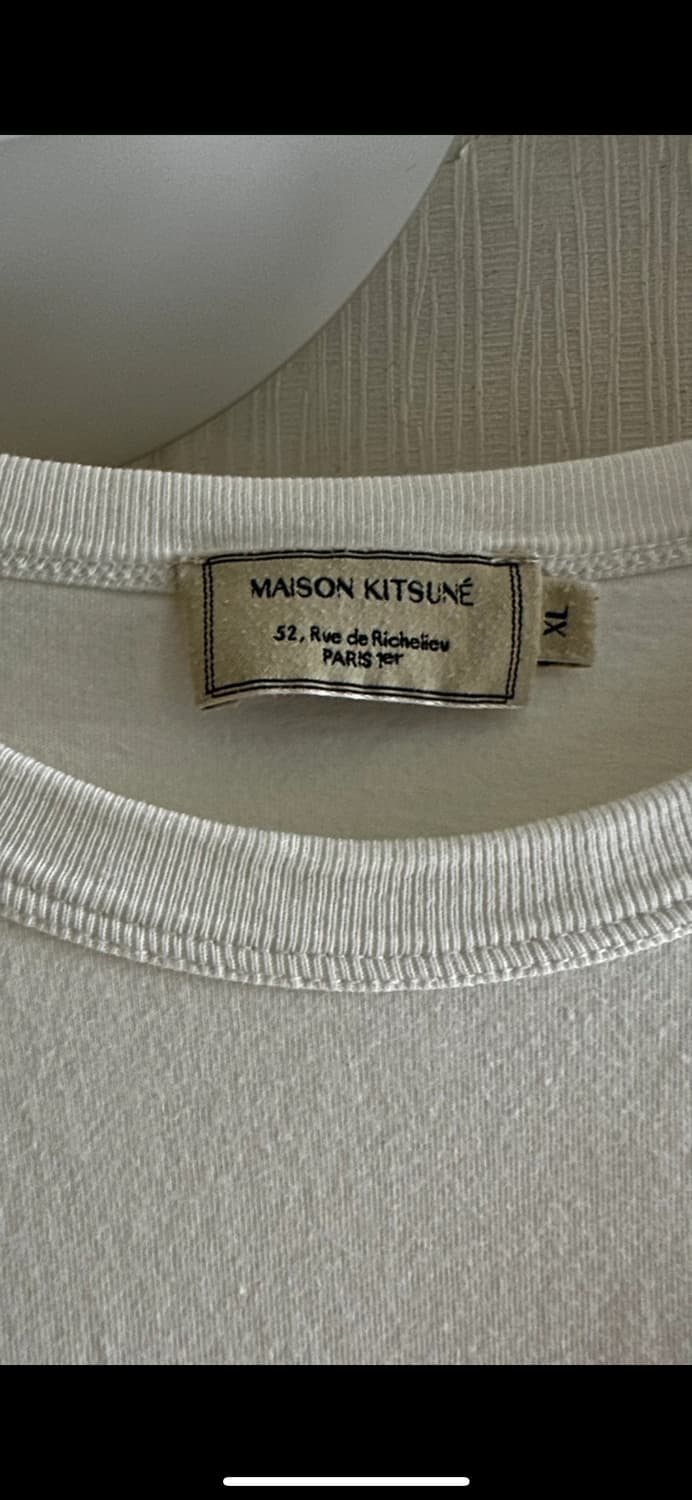 MAISON KITSUNÉ
52, Rue de Richelieu
PARIS 1er
XL